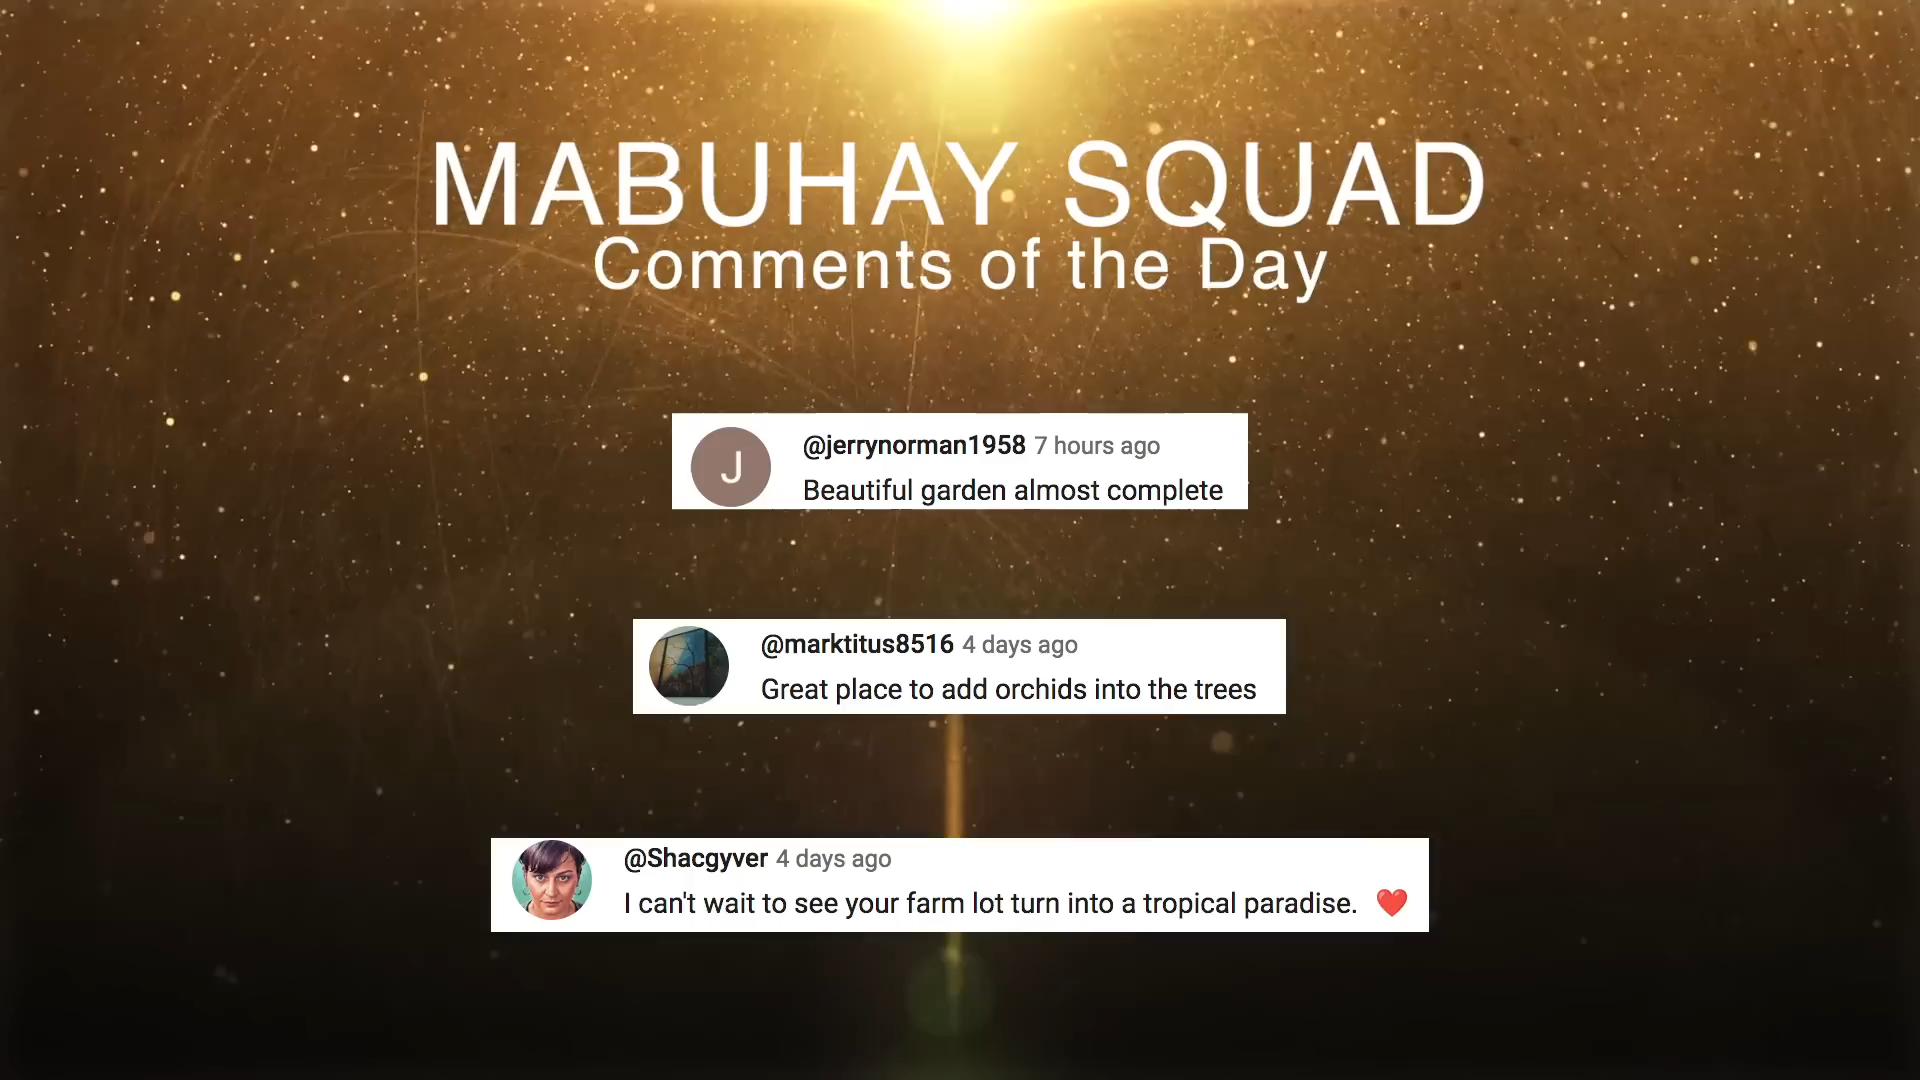 MABUHAY SQUAD
Comments of the Day
J
@jerrynorman1958 7 hours ago
Beautiful garden almost complete
@marktitus8516 4 days ago
Great place to add orchids into the trees
@Shacgyver 4 days ago
I can't wait to see your farm lot turn into a tropical paradise. ❤️